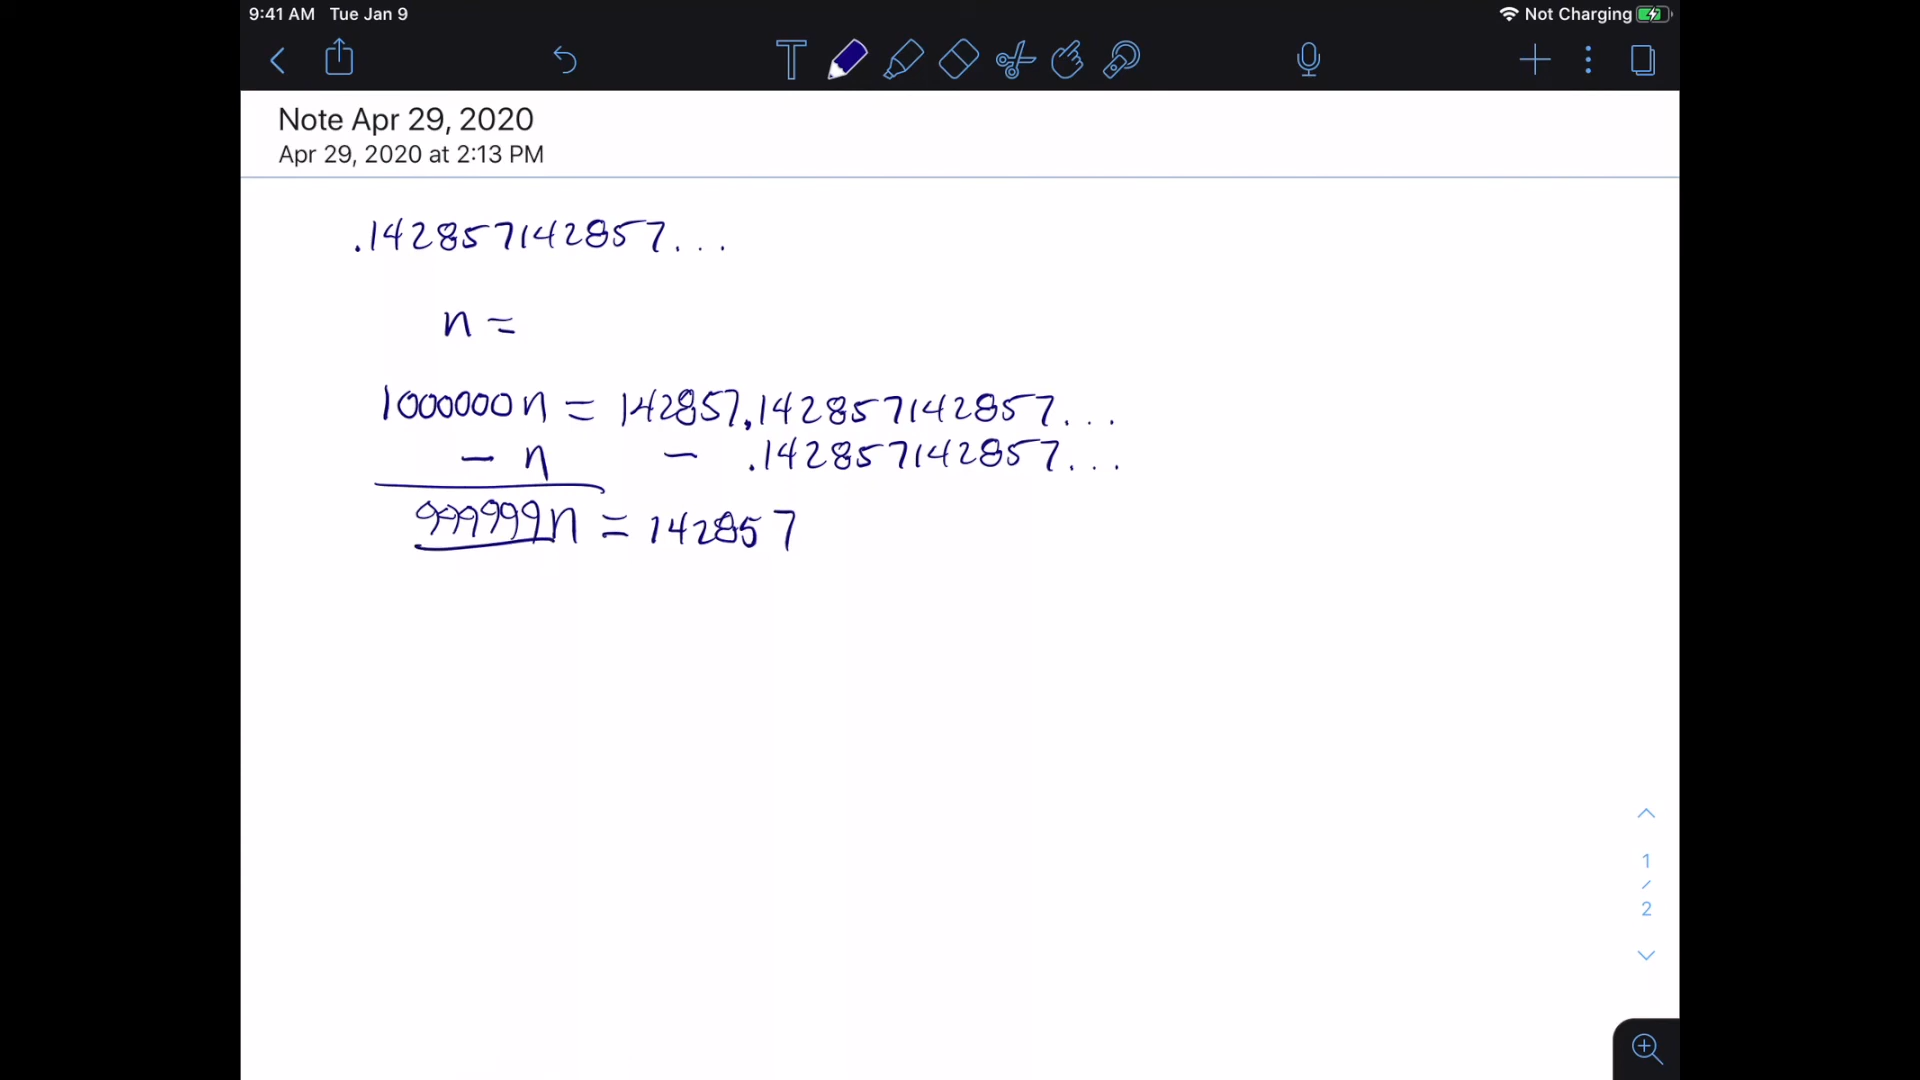 9:41 AM Tue Jan 9 Not Charging
Note Apr 29, 2020
Apr 29, 2020 at 2:13 PM
.142857142857...
n =
1000000n = 142857.142857142857...
- n - .142857142857...
999999n = 142857
1
/
2